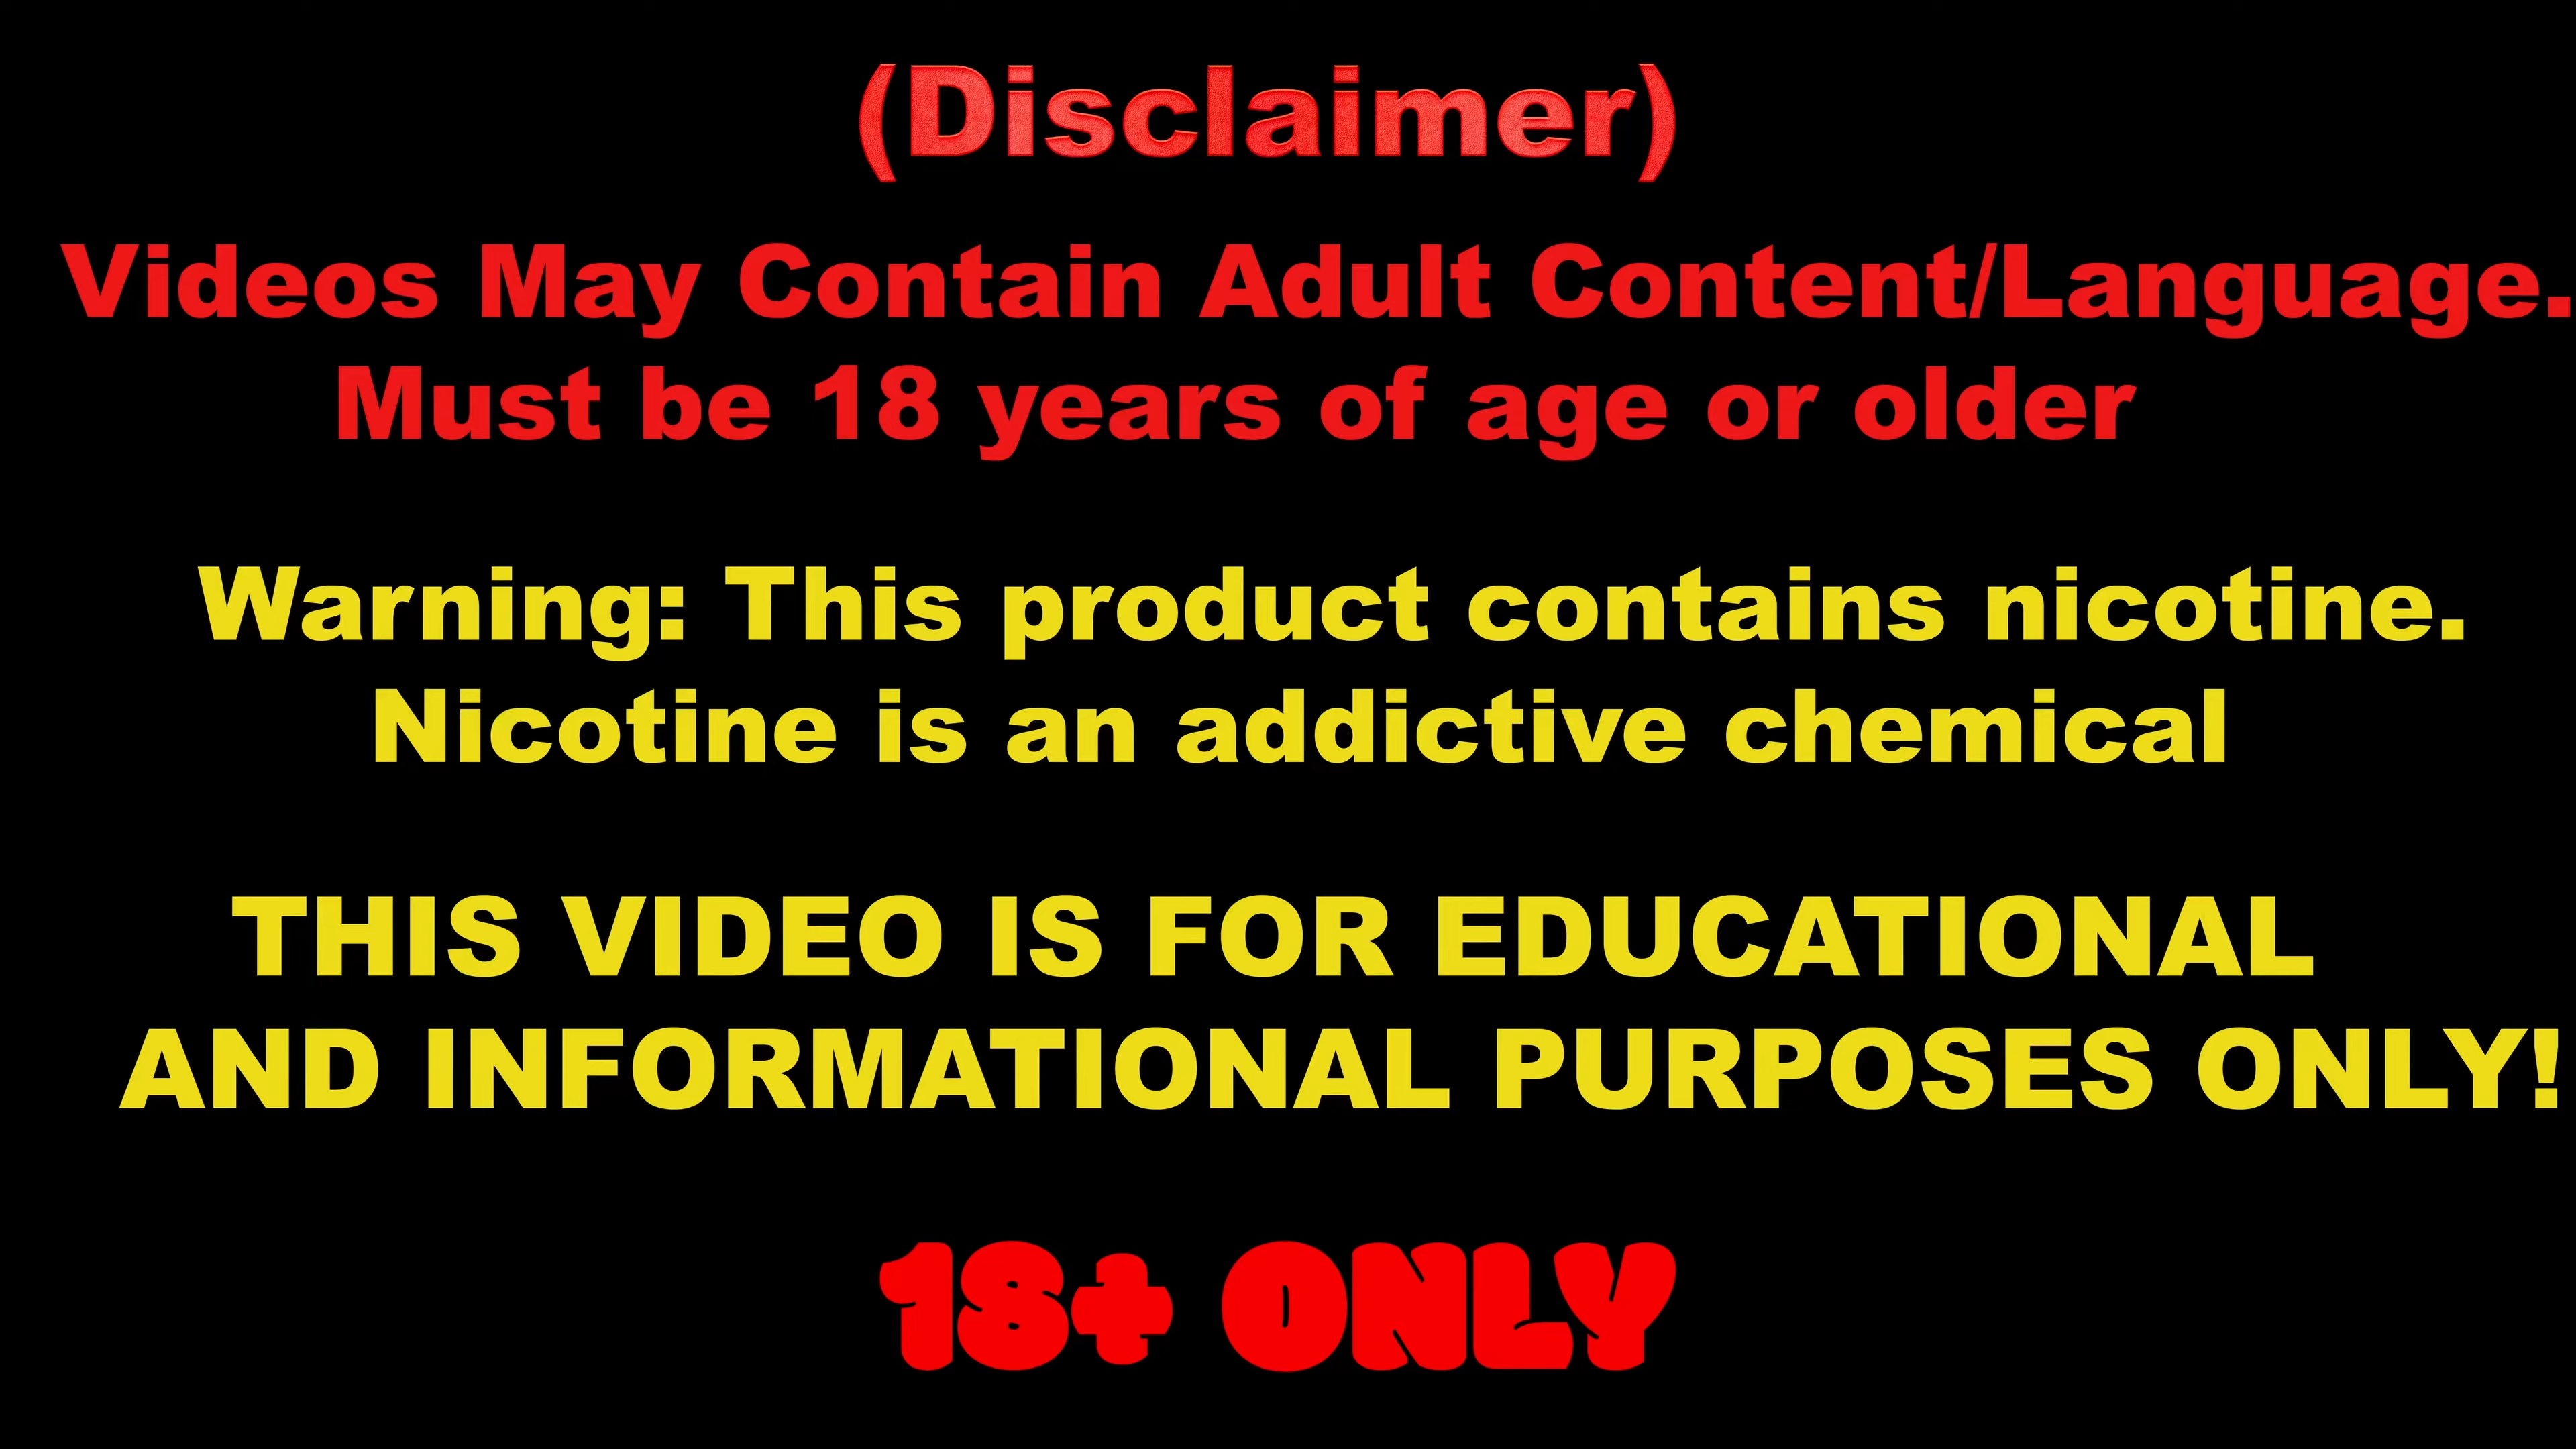 (Disclaimer)
Videos May Contain Adult Content/Language.
Must be 18 years of age or older
Warning: This product contains nicotine.
Nicotine is an addictive chemical
THIS VIDEO IS FOR EDUCATIONAL
AND INFORMATIONAL PURPOSES ONLY!
18+ ONLY